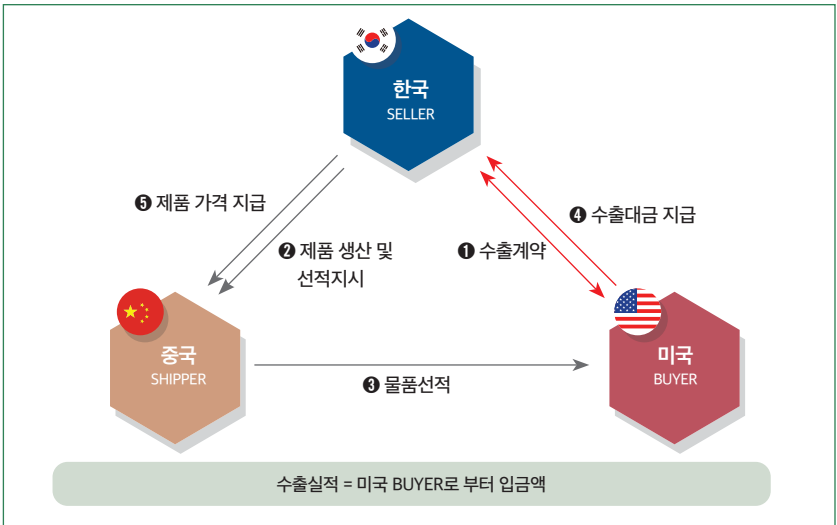 한국
SELLER
❺ 제품 가격 지급
❹ 수출대금 지급
❷ 제품 생산 및
선적지시
❶ 수출계약
중국
SHIPPER
미국
BUYER
❸ 물품선적
수출실적 = 미국 BUYER로 부터 입금액